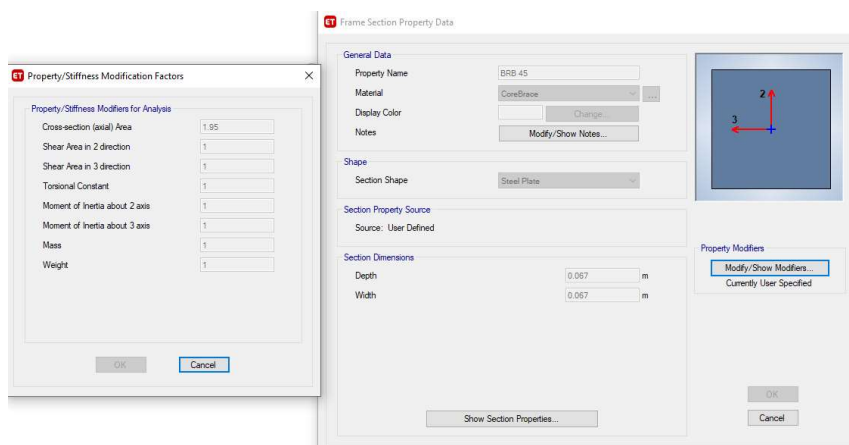 ET Property/Stiffness Modification Factors
Property/Stiffness Modifiers for Analysis
Cross-section (axial) Area 1.95
Shear Area in 2 direction 1
Shear Area in 3 direction 1
Torsional Constant 1
Moment of Inertia about 2 axis 1
Moment of Inertia about 3 axis 1
Mass 1
Weight 1
OK Cancel
ET Frame Section Property Data
General Data
Property Name BRB 45
Material CoreBrace ...
Display Color Change...
Notes Modify/Show Notes...
Shape
Section Shape Steel Plate
Section Property Source
Source: User Defined
Section Dimensions
Depth 0.067 m
Width 0.067 m
Show Section Properties...
2
3
Property Modifiers
Modify/Show Modifiers...
Currently User Specified
OK
Cancel